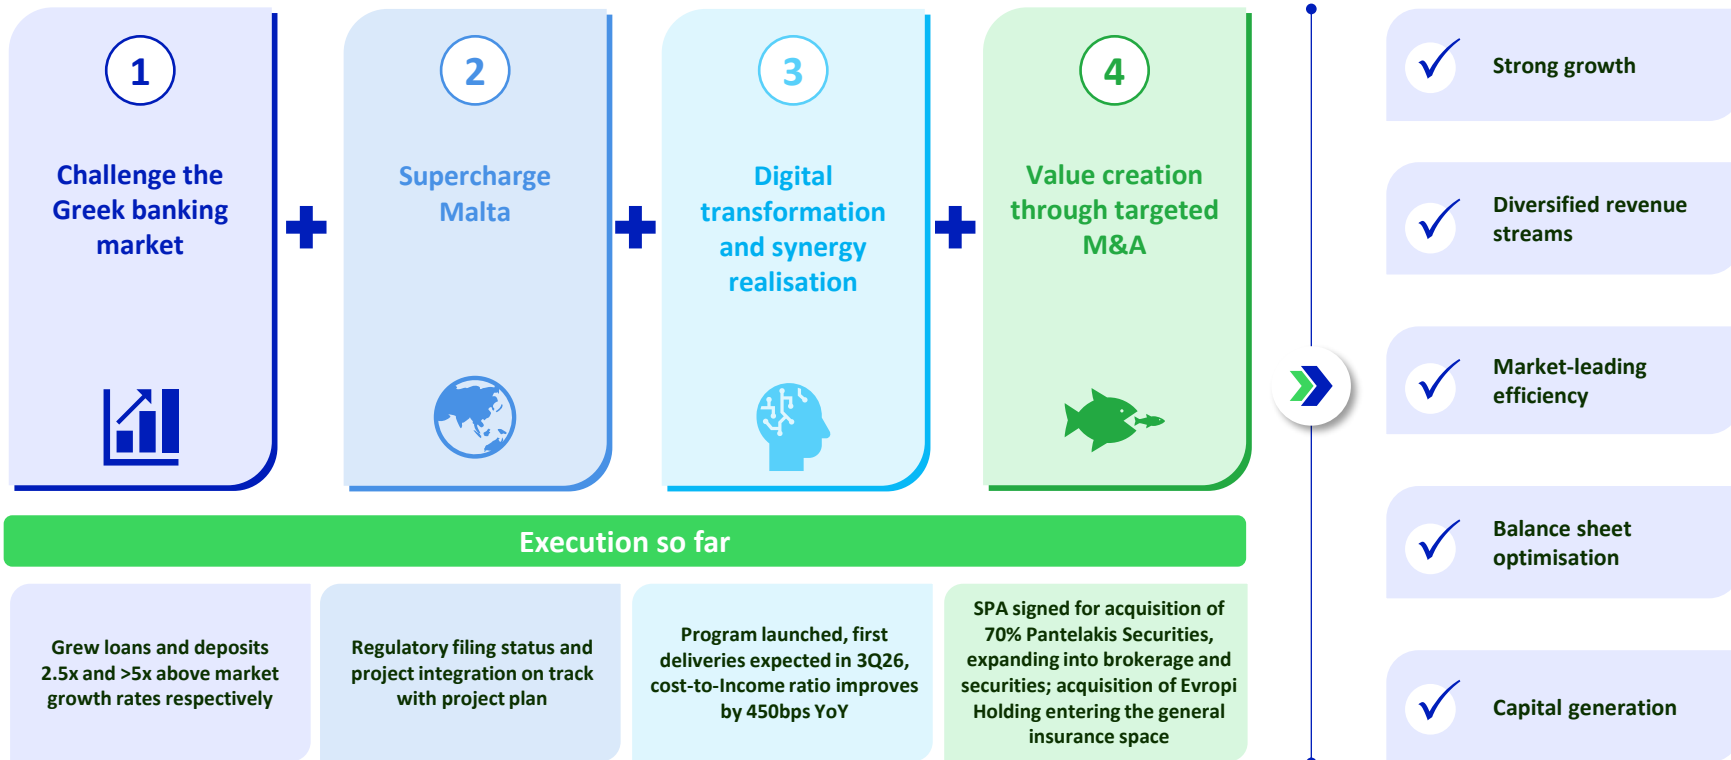 1
Challenge the
Greek banking
market
2
Supercharge
Malta
3
Digital
transformation
and synergy
realisation
4
Value creation
through targeted
M&A
Execution so far
Grew loans and deposits
2.5x and >5x above market
growth rates respectively
Regulatory filing status and
project integration on track
with project plan
Program launched, first
deliveries expected in 3Q26,
cost-to-Income ratio improves
by 450bps YoY
SPA signed for acquisition of
70% Pantelakis Securities,
expanding into brokerage and
securities; acquisition of Evropi
Holding entering the general
insurance space
Strong growth
Diversified revenue
streams
Market-leading
efficiency
Balance sheet
optimisation
Capital generation